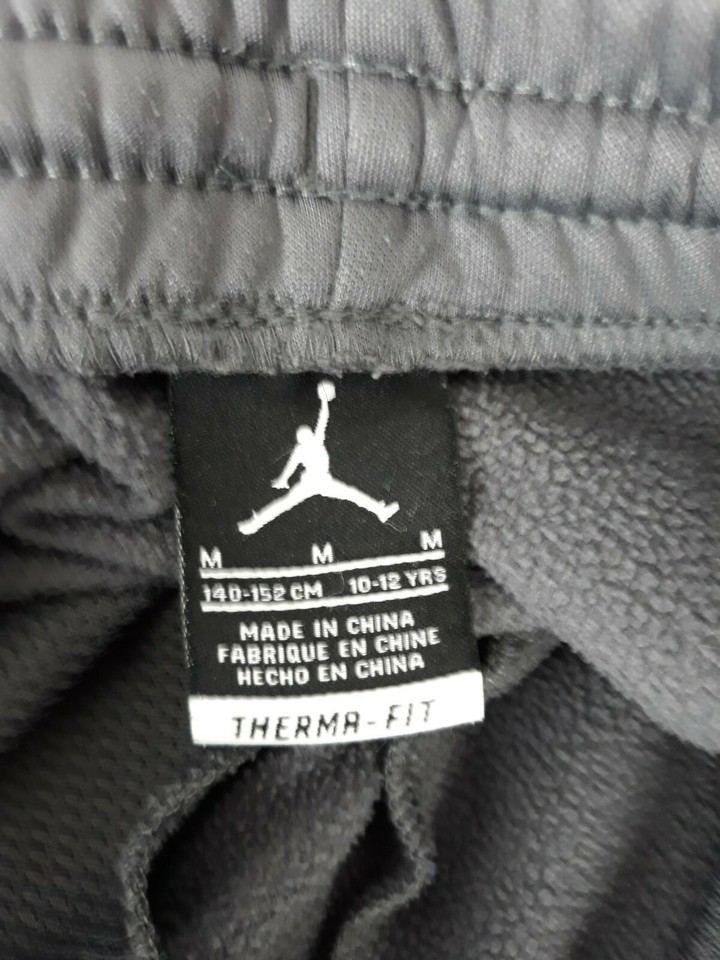 M M M
140-152 CM 10-12 YRS
MADE IN CHINA
FABRIQUE EN CHINE
HECHO EN CHINA
THERMA-FIT